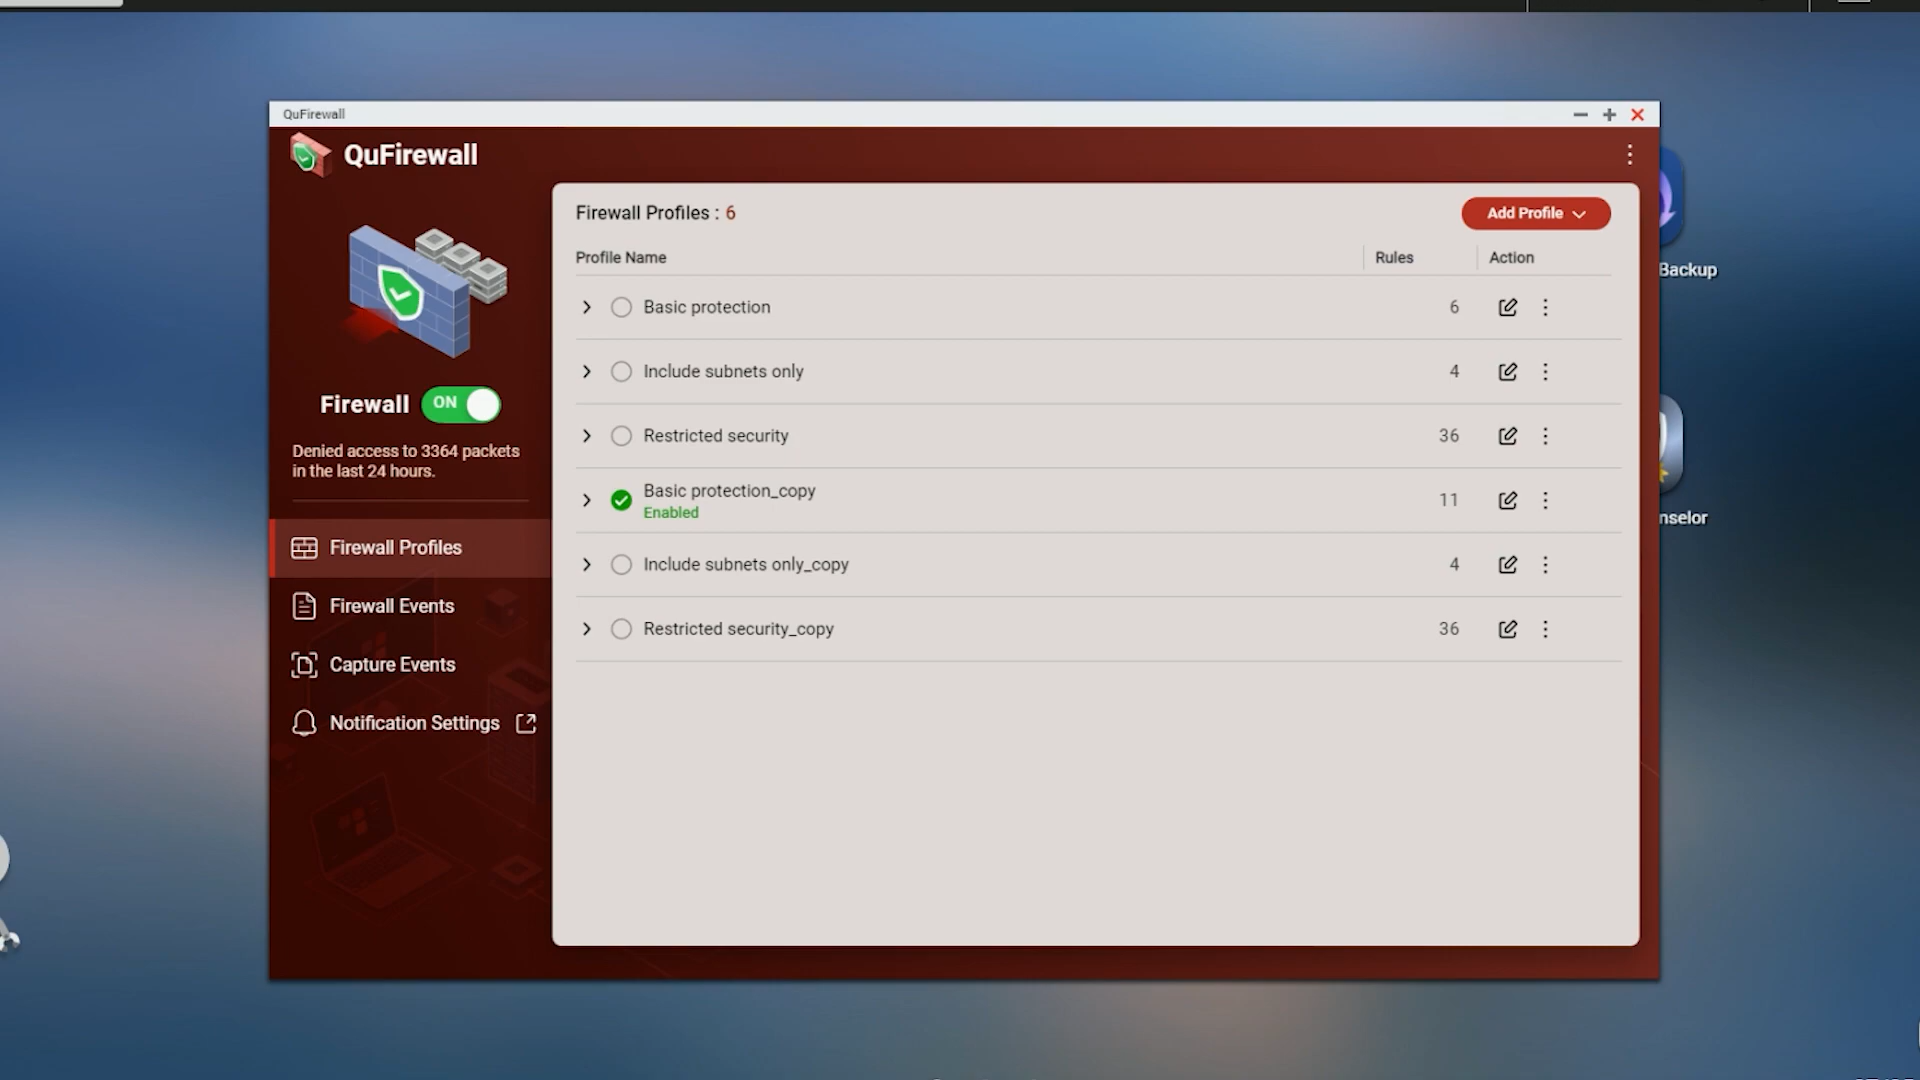 QuFirewall
QuFirewall
Firewall ON
Denied access to 3364 packets
in the last 24 hours.
Firewall Profiles
Firewall Events
Capture Events
Notification Settings
Firewall Profiles : 6
Add Profile
Profile Name Rules Action
Basic protection 6
Include subnets only 4
Restricted security 36
Basic protection_copy 11
Enabled
Include subnets only_copy 4
Restricted security_copy 36
Backup
nselor